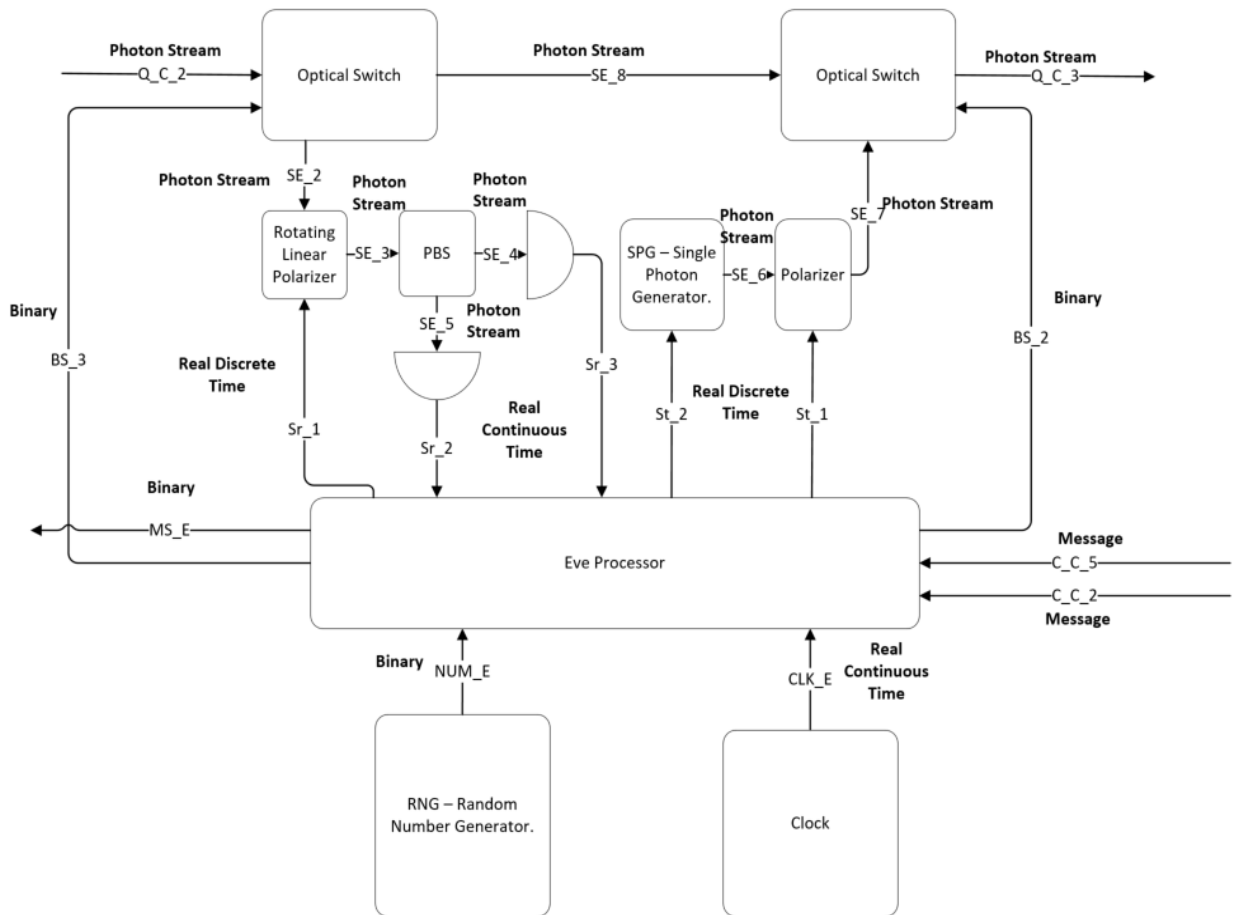 Photon Stream
Q_C_2
Optical Switch
Photon Stream
SE_8
Optical Switch
Photon Stream
Q_C_3
SE_2
Photon Stream
Rotating
Linear
Polarizer
Photon
Stream
SE_3
PBS
Photon
Stream
SE_4
SE_5
Photon
Stream
SPG – Single
Photon
Generator.
Photon
Stream
SE_6
Polarizer
SE_7
Photon Stream
Binary
BS_3
Real Discrete
Time
Sr_1
Sr_2
Real
Continuous
Time
Sr_3
St_2
Real Discrete
Time
St_1
Binary
BS_2
Binary
MS_E
Eve Processor
Message
C_C_5
C_C_2
Message
Binary
NUM_E
CLK_E
Real
Continuous
Time
RNG – Random
Number Generator.
Clock